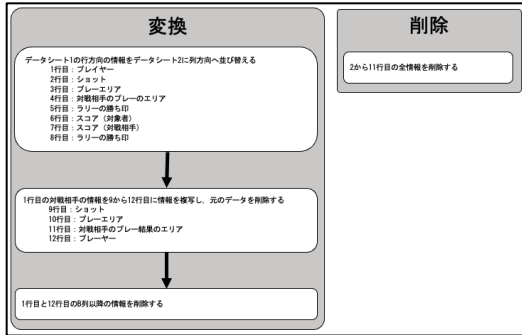 変換
データシート1の行方向の情報をデータシート2に列方向へ並び替える
1行目：プレイヤー
2行目：ショット
3行目：プレーエリア
4行目：対戦相手のプレーのエリア
5行目：ラリーの勝ち印
6行目：スコア（対象者）
7行目：スコア（対戦相手）
8行目：ラリーの勝ち印
1行目の対戦相手の情報を9から12行目に情報を複写し，元のデータを削除する
9行目：ショット
10行目：プレーエリア
11行目：対戦相手のプレー結果のエリア
12行目：プレーヤー
1行目と12行目のB列以降の情報を削除する
削除
2から11行目の全情報を削除する